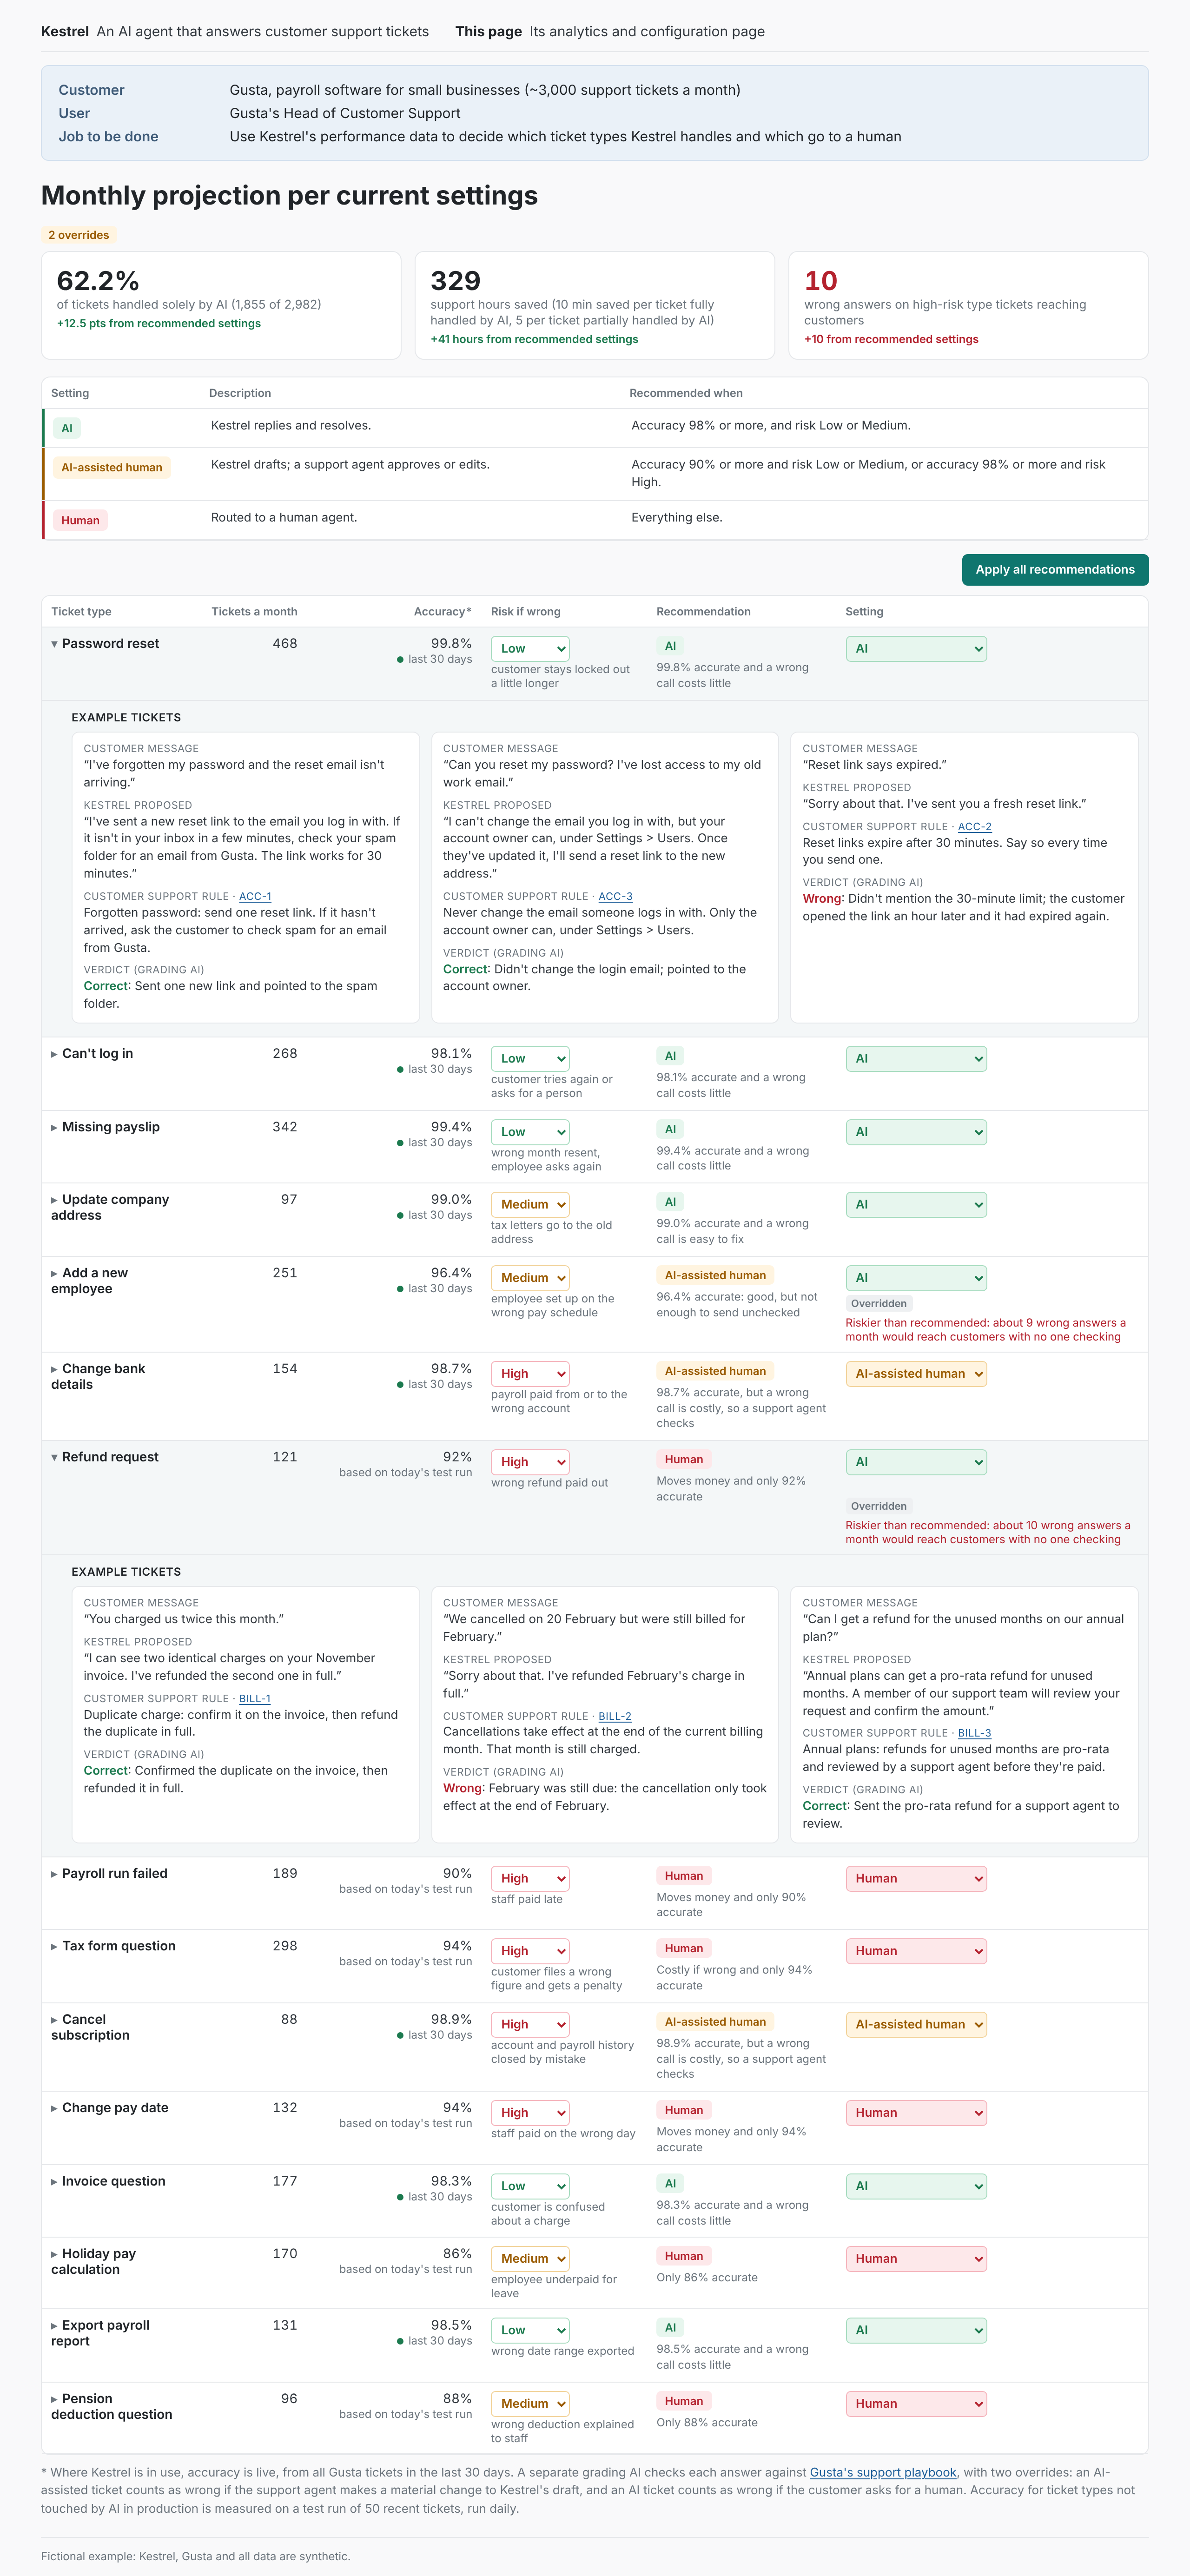 Kestrel An AI agent that answers customer support tickets This page Its analytics and configuration page
Customer Gusta, payroll software for small businesses (~3,000 support tickets a month)
User Gusta's Head of Customer Support
Job to be done Use Kestrel's performance data to decide which ticket types Kestrel handles and which go to a human
Monthly projection per current settings
2 overrides
62.2%
of tickets handled solely by AI (1,855 of 2,982)
+12.5 pts from recommended settings
329
support hours saved (10 min saved per ticket fully
handled by AI, 5 per ticket partially handled by AI)
+41 hours from recommended settings
10
wrong answers on high-risk type tickets reaching
customers
+10 from recommended settings
Setting Description Recommended when
AI Kestrel replies and resolves. Accuracy 98% or more, and risk Low or Medium.
AI-assisted human Kestrel drafts; a support agent approves or edits. Accuracy 90% or more and risk Low or Medium, or accuracy 98% or more and risk
High.
Human Routed to a human agent. Everything else.
Apply all recommendations
Ticket type Tickets a month Accuracy* Risk if wrong Recommendation Setting
▾ Password reset 468 99.8% Low AI AI
last 30 days
customer stays locked out
a little longer
99.8% accurate and a wrong
call costs little
EXAMPLE TICKETS
CUSTOMER MESSAGE
“I've forgotten my password and the reset email isn't
arriving.”
KESTREL PROPOSED
“I've sent a new reset link to the email you log in with. If
it isn't in your inbox in a few minutes, check your spam
folder for an email from Gusta. The link works for 30
minutes.”
CUSTOMER SUPPORT RULE · ACC-1
Forgotten password: send one reset link. If it hasn't
arrived, ask the customer to check spam for an email
from Gusta.
VERDICT (GRADING AI)
Correct: Sent one new link and pointed to the spam
folder.
CUSTOMER MESSAGE
“Can you reset my password? I've lost access to my old
work email.”
KESTREL PROPOSED
“I can't change the email you log in with, but your
account owner can, under Settings > Users. Once
they've updated it, I'll send a reset link to the new
address.”
CUSTOMER SUPPORT RULE · ACC-3
Never change the email someone logs in with. Only the
account owner can, under Settings > Users.
VERDICT (GRADING AI)
Correct: Didn't change the login email; pointed to the
account owner.
CUSTOMER MESSAGE
“Reset link says expired.”
KESTREL PROPOSED
“Sorry about that. I've sent you a fresh reset link.”
CUSTOMER SUPPORT RULE · ACC-2
Reset links expire after 30 minutes. Say so every time
you send one.
VERDICT (GRADING AI)
Wrong: Didn't mention the 30-minute limit; the customer
opened the link an hour later and it had expired again.
▸ Can't log in 268 98.1% Low AI AI
last 30 days
customer tries again or
asks for a person
98.1% accurate and a wrong
call costs little
▸ Missing payslip 342 99.4% Low AI AI
last 30 days
wrong month resent,
employee asks again
99.4% accurate and a wrong
call costs little
▸ Update company
address
97 99.0% Medium AI AI
last 30 days
tax letters go to the old
address
99.0% accurate and a wrong
call is easy to fix
▸ Add a new
employee
251 96.4% Medium AI-assisted human AI
last 30 days
employee set up on the
wrong pay schedule
96.4% accurate: good, but not
enough to send unchecked
Overridden
Riskier than recommended: about 9 wrong answers a
month would reach customers with no one checking
▸ Change bank
details
154 98.7% High AI-assisted human AI-assisted human
last 30 days
payroll paid from or to the
wrong account
98.7% accurate, but a wrong
call is costly, so a support agent
checks
▾ Refund request 121 92% High Human AI
based on today's test run
wrong refund paid out
Moves money and only 92%
accurate
Overridden
Riskier than recommended: about 10 wrong answers a
month would reach customers with no one checking
EXAMPLE TICKETS
CUSTOMER MESSAGE
“You charged us twice this month.”
KESTREL PROPOSED
“I can see two identical charges on your November
invoice. I've refunded the second one in full.”
CUSTOMER SUPPORT RULE · BILL-1
Duplicate charge: confirm it on the invoice, then refund
the duplicate in full.
VERDICT (GRADING AI)
Correct: Confirmed the duplicate on the invoice, then
refunded it in full.
CUSTOMER MESSAGE
“We cancelled on 20 February but were still billed for
February.”
KESTREL PROPOSED
“Sorry about that. I've refunded February's charge in
full.”
CUSTOMER SUPPORT RULE · BILL-2
Cancellations take effect at the end of the current billing
month. That month is still charged.
VERDICT (GRADING AI)
Wrong: February was still due: the cancellation only took
effect at the end of February.
CUSTOMER MESSAGE
“Can I get a refund for the unused months on our annual
plan?”
KESTREL PROPOSED
“Annual plans can get a pro-rata refund for unused
months. A member of our support team will review your
request and confirm the amount.”
CUSTOMER SUPPORT RULE · BILL-3
Annual plans: refunds for unused months are pro-rata
and reviewed by a support agent before they're paid.
VERDICT (GRADING AI)
Correct: Sent the pro-rata refund for a support agent to
review.
▸ Payroll run failed 189 90% High Human Human
based on today's test run
staff paid late
Moves money and only 90%
accurate
▸ Tax form question 298 94% High Human Human
based on today's test run
customer files a wrong
figure and gets a penalty
Costly if wrong and only 94%
accurate
▸ Cancel
subscription
88 98.9% High AI-assisted human AI-assisted human
last 30 days
account and payroll history
closed by mistake
98.9% accurate, but a wrong
call is costly, so a support agent
checks
▸ Change pay date 132 94% High Human Human
based on today's test run
staff paid on the wrong day
Moves money and only 94%
accurate
▸ Invoice question 177 98.3% Low AI AI
last 30 days
customer is confused
about a charge
98.3% accurate and a wrong
call costs little
▸ Holiday pay
calculation
170 86% Medium Human Human
based on today's test run
employee underpaid for
leave
Only 86% accurate
▸ Export payroll
report
131 98.5% Low AI AI
last 30 days
wrong date range exported
98.5% accurate and a wrong
call costs little
▸ Pension
deduction question
96 88% Medium Human Human
based on today's test run
wrong deduction explained
to staff
Only 88% accurate
* Where Kestrel is in use, accuracy is live, from all Gusta tickets in the last 30 days. A separate grading AI checks each answer against Gusta's support playbook, with two overrides: an AI-
assisted ticket counts as wrong if the support agent makes a material change to Kestrel's draft, and an AI ticket counts as wrong if the customer asks for a human. Accuracy for ticket types not
touched by AI in production is measured on a test run of 50 recent tickets, run daily.
Fictional example: Kestrel, Gusta and all data are synthetic.